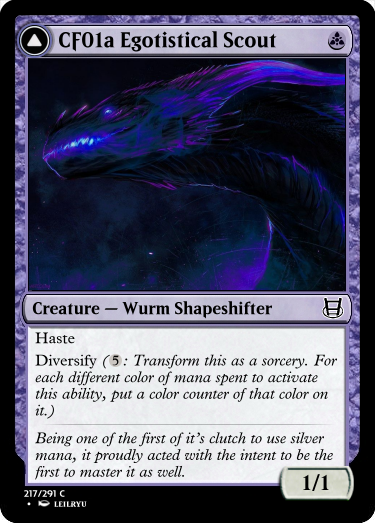 CƑ01a Egotistical Scout
Creature — Wurm Shapeshifter
Haste
Diversify (5: Transform this as a sorcery. For
each different color of mana spent to activate
this ability, put a color counter of that color on
it.)
Being one of the first of it's clutch to use silver
mana, it proudly acted with the intent to be the
first to master it as well.
1/1
217/291 C
• LEILRYU